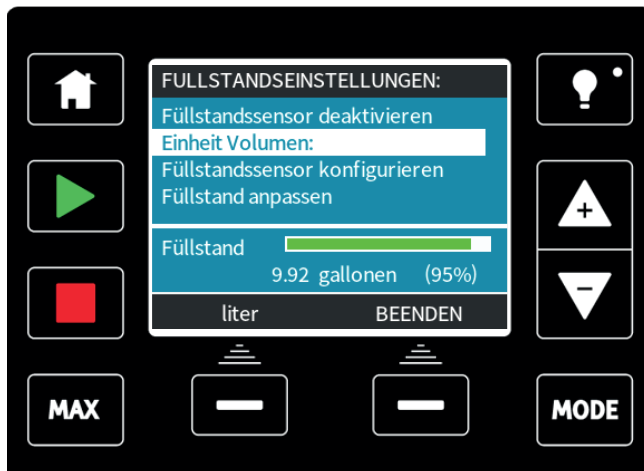 FULLSTANDSEINSTELLUNGEN:
Füllstandssensor deaktivieren
Einheit Volumen:
Füllstandssensor konfigurieren
Füllstand anpassen
Füllstand
9.92 gallonen (95%)
liter BEENDEN
+
−
MAX
MODE